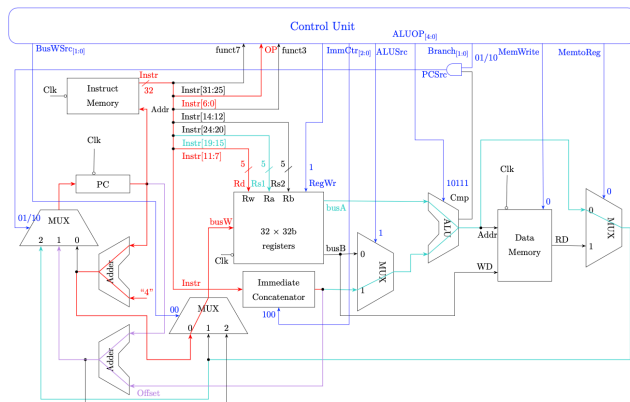 Control Unit
BusWSrc[1:0]
funct7
OP
funct3
ImmCtr[2:0]
ALUSrc
ALUOP[4:0]
Branch[1:0]
01/10
MemWrite
MemtoReg
PCSrc
Instr
32
Clk
Instruct
Memory
Addr
Instr[31:25]
Instr[6:0]
Instr[14:12]
Instr[24:20]
Instr[19:15]
Instr[11:7]
Clk
PC
5
5
5
1
Rd
Rs1
Rs2
RegWr
Rw
Ra
Rb
32 × 32b
registers
busW
busA
busB
Clk
10111
Cmp
ALU
Clk
0
Addr
Data
Memory
RD
WD
0
0
1
MUX
01/10
MUX
2
1
0
1
0
1
MUX
Adder
"4"
Instr
Immediate
Concatenator
100
00
MUX
0
1
2
Adder
Offset